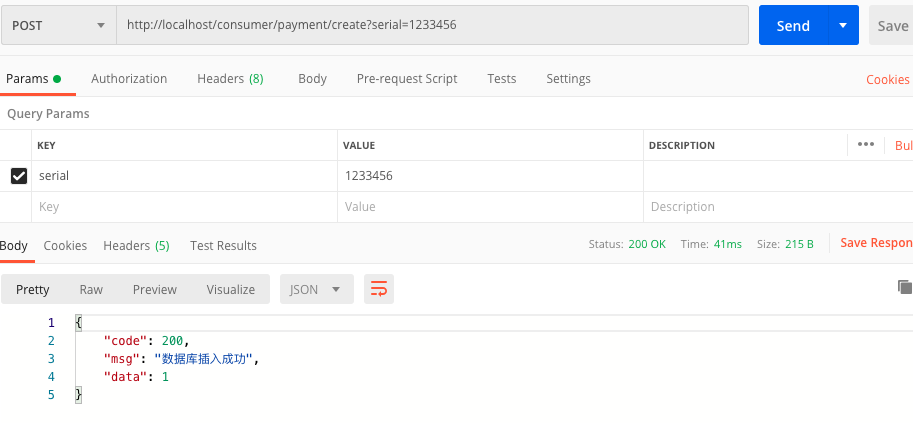 POST http://localhost/consumer/payment/create?serial=1233456 Send Save
Params Authorization Headers (8) Body Pre-request Script Tests Settings Cookies
Query Params
KEY VALUE DESCRIPTION ••• Bul
serial 1233456
Key Value Description
Body Cookies Headers (5) Test Results Status: 200 OK Time: 41ms Size: 215 B Save Respon
Pretty Raw Preview Visualize JSON
1 {
2 "code": 200,
3 "msg": "数据库插入成功",
4 "data": 1
5 }